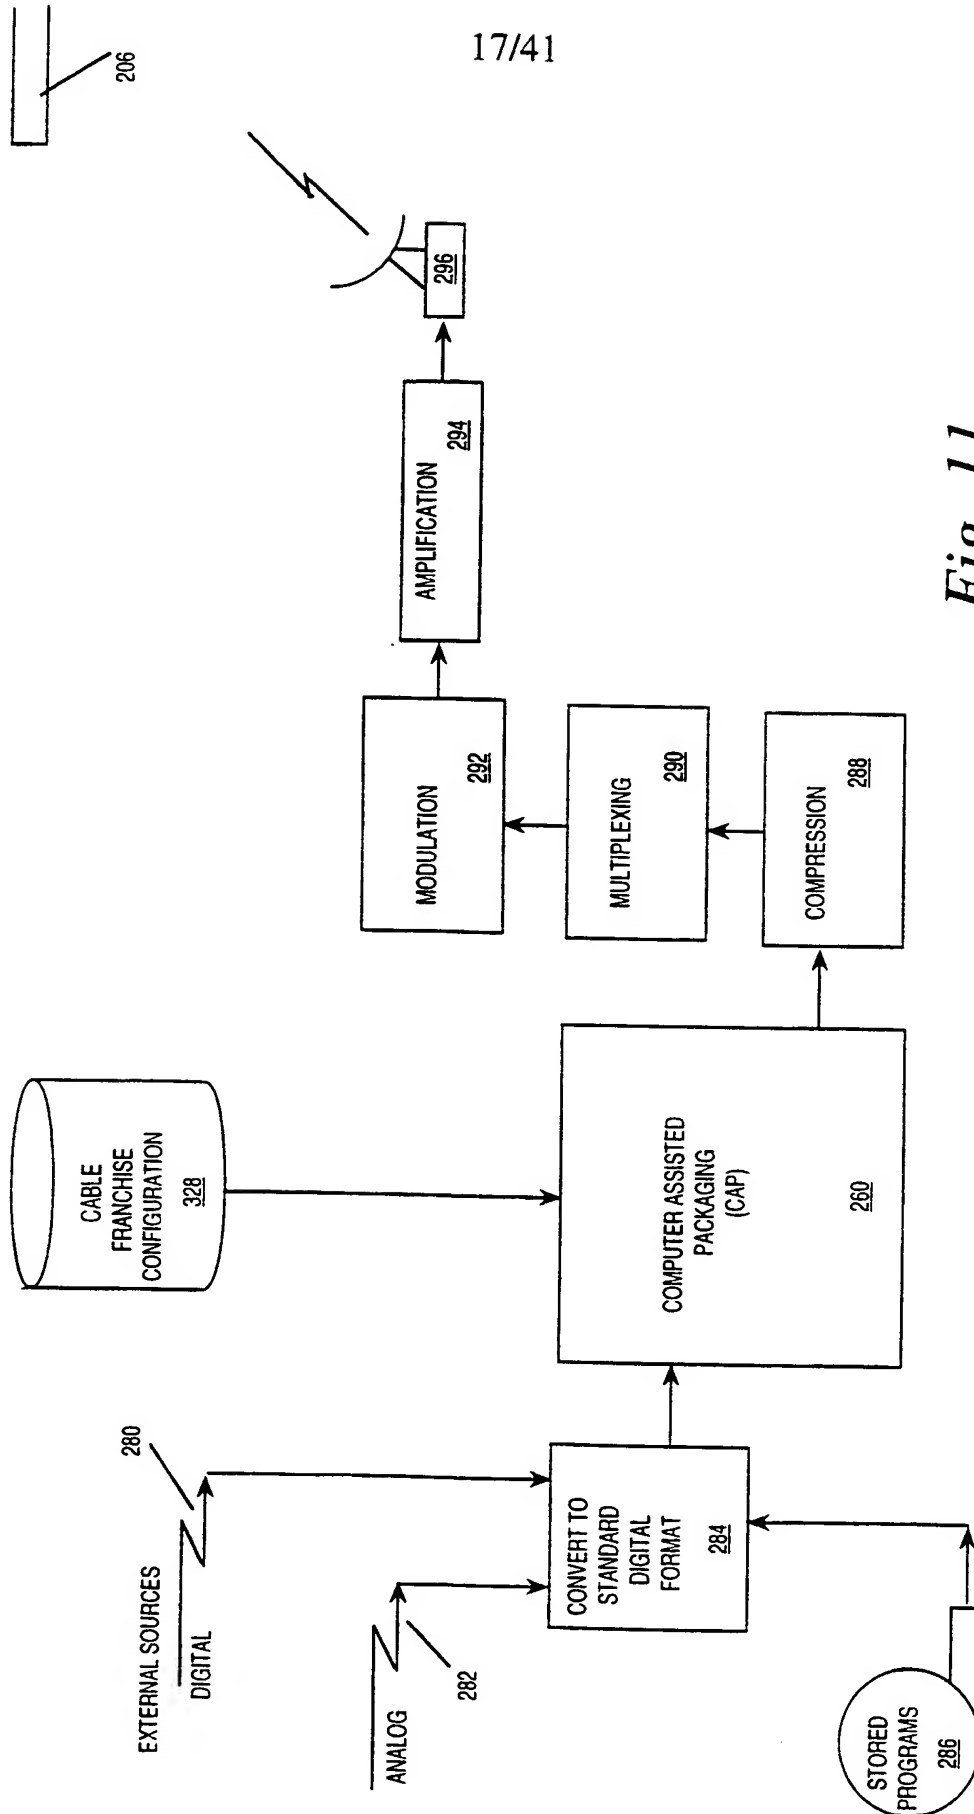 17/41
206
EXTERNAL SOURCES
DIGITAL
280
ANALOG
282
CONVERT TO
STANDARD
DIGITAL
FORMAT
284
STORED
PROGRAMS
286
CABLE
FRANCHISE
CONFIGURATION
328
COMPUTER ASSISTED
PACKAGING
(CAP)
260
COMPRESSION
288
MULTIPLEXING
290
MODULATION
292
AMPLIFICATION
294
296
Fig. 11